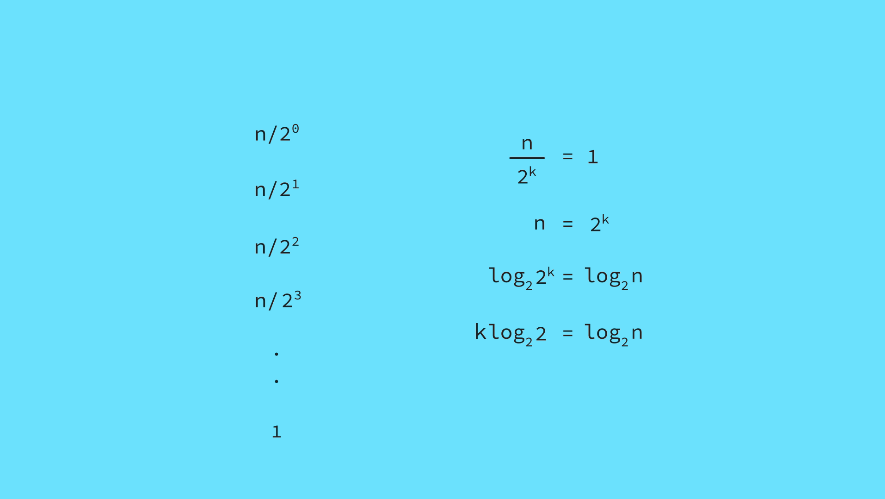 n/2⁰
n/2¹
n/2²
n/2³
.
.
1
n
2ᵏ
= 1
n = 2ᵏ
log₂2ᵏ = log₂n
klog₂2 = log₂n